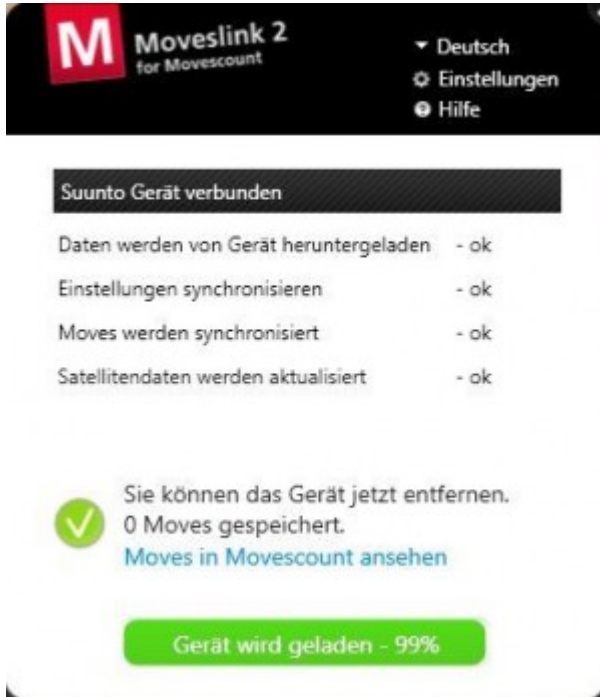 M Moveslink 2
for Movescount
Deutsch
Einstellungen
Hilfe
Suunto Gerät verbunden
Daten werden von Gerät heruntergeladen - ok
Einstellungen synchronisieren - ok
Moves werden synchronisiert - ok
Satellitendaten werden aktualisiert - ok
Sie können das Gerät jetzt entfernen.
0 Moves gespeichert.
Moves in Movescount ansehen
Gerät wird geladen - 99%